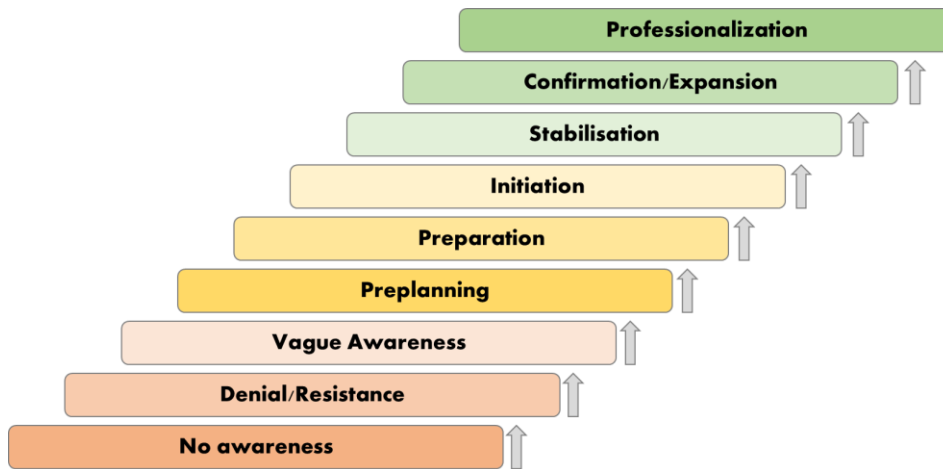 Professionalization
Confirmation/Expansion
Stabilisation
Initiation
Preparation
Preplanning
Vague Awareness
Denial/Resistance
No awareness